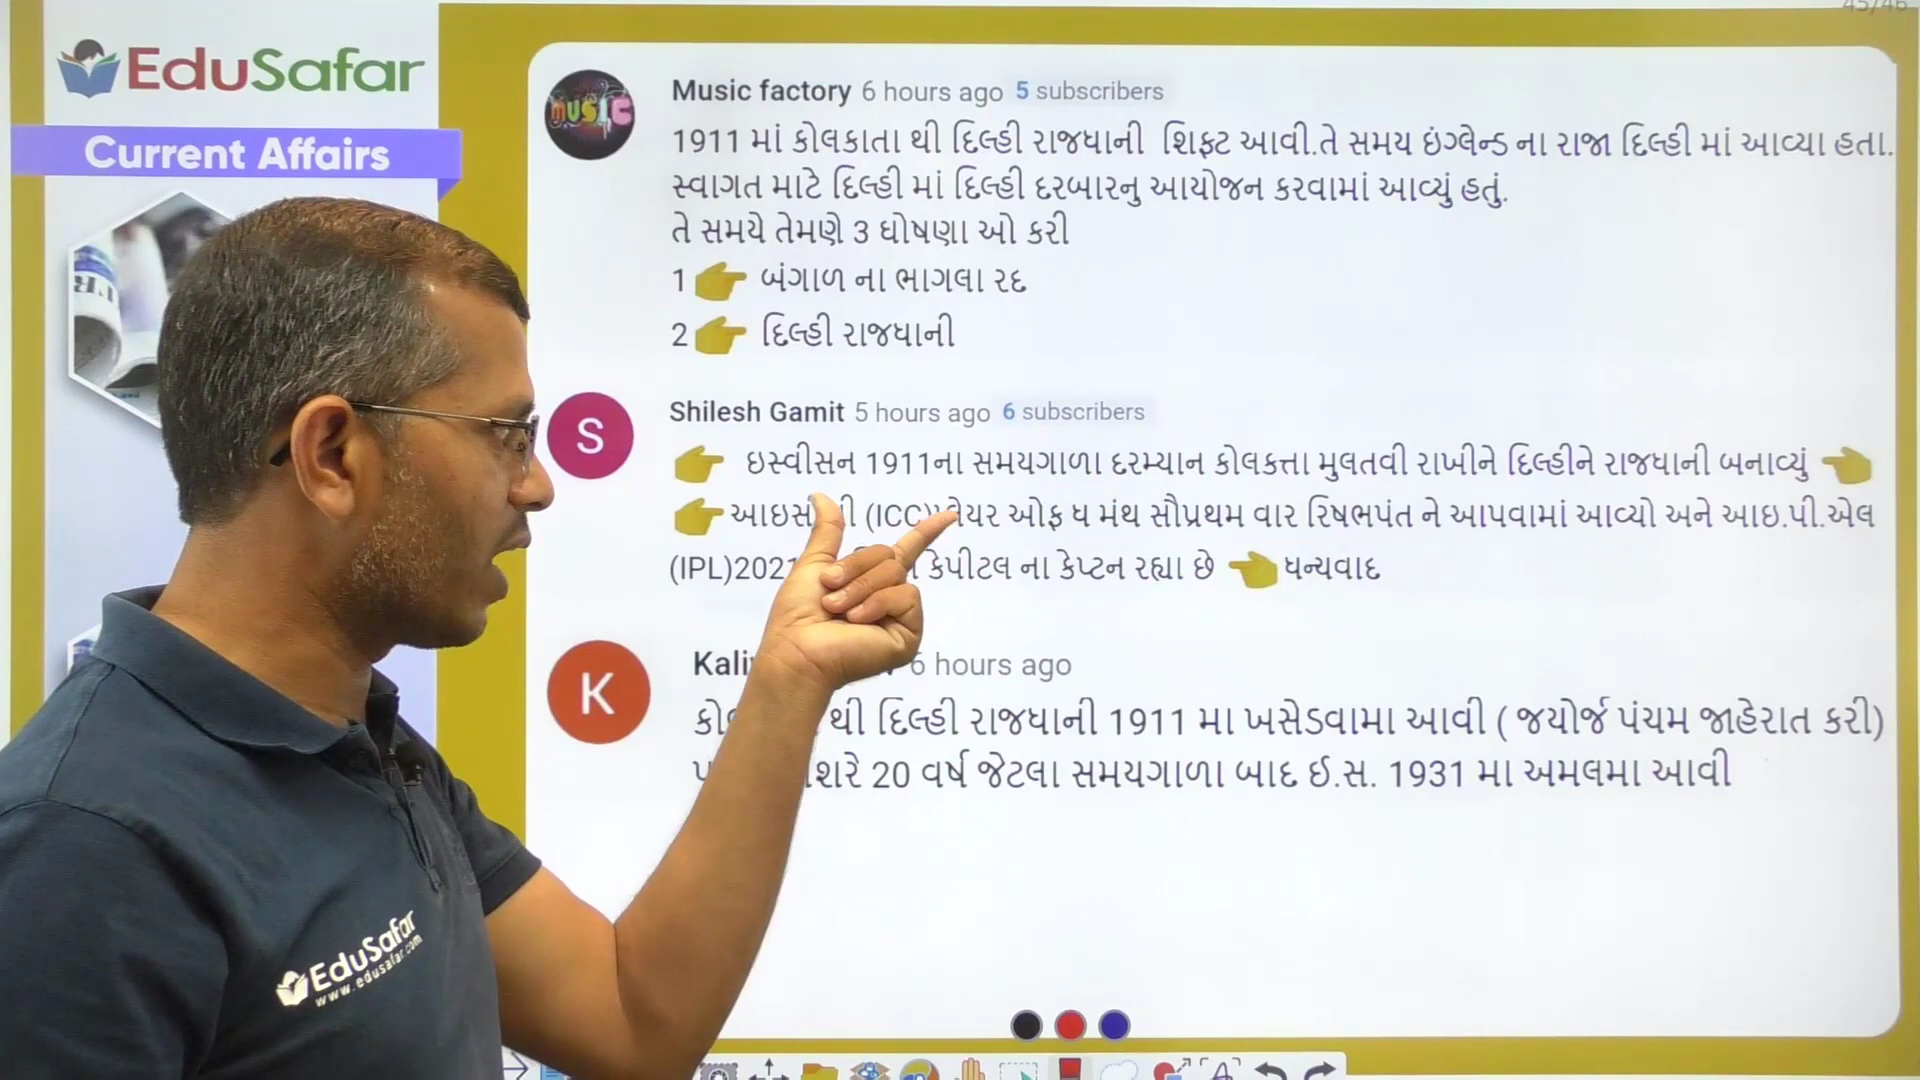 45/46
EduSafar
Current Affairs
MUSIC
Music factory 6 hours ago 5 subscribers
1911 માં કોલકાતા થી દિલ્હી રાજધાની શિફ્ટ આવી.તે સમય ઇંગ્લેન્ડ ના રાજા દિલ્હી માં આવ્યા હતા.
સ્વાગત માટે દિલ્હી માં દિલ્હી દરબારનુ આયોજન કરવામાં આવ્યું હતું.
તે સમયે તેમણે 3 ઘોષણા ઓ કરી
1 👉 બંગાળ ના ભાગલા રદ
2 👉 દિલ્હી રાજધાની
S
Shilesh Gamit 5 hours ago 6 subscribers
👉 ઇસ્વીસન 1911ના સમયગાળા દરમ્યાન કોલકત્તા મુલતવી રાખીને દિલ્હીને રાજધાની બનાવ્યું 👈
👉 (ICC) ઓફ ધ મંથ સૌપ્રથમ વાર રિષભપંત ને આપવામાં આવ્યો અને આઇ.પી.એલ
(IPL)202 કેપીટલ ના કેપ્ટન રહ્યા છે 👈 ધન્યવાદ
K
6 hours ago
થી દિલ્હી રાજધાની 1911 મા ખસેડવામા આવી ( જયોર્જ પંચમ જાહેરાત કરી)
20 વર્ષ જેટલા સમયગાળા બાદ ઈ.સ. 1931 મા અમલમા આવી
EduSafar
www.edusafar.com